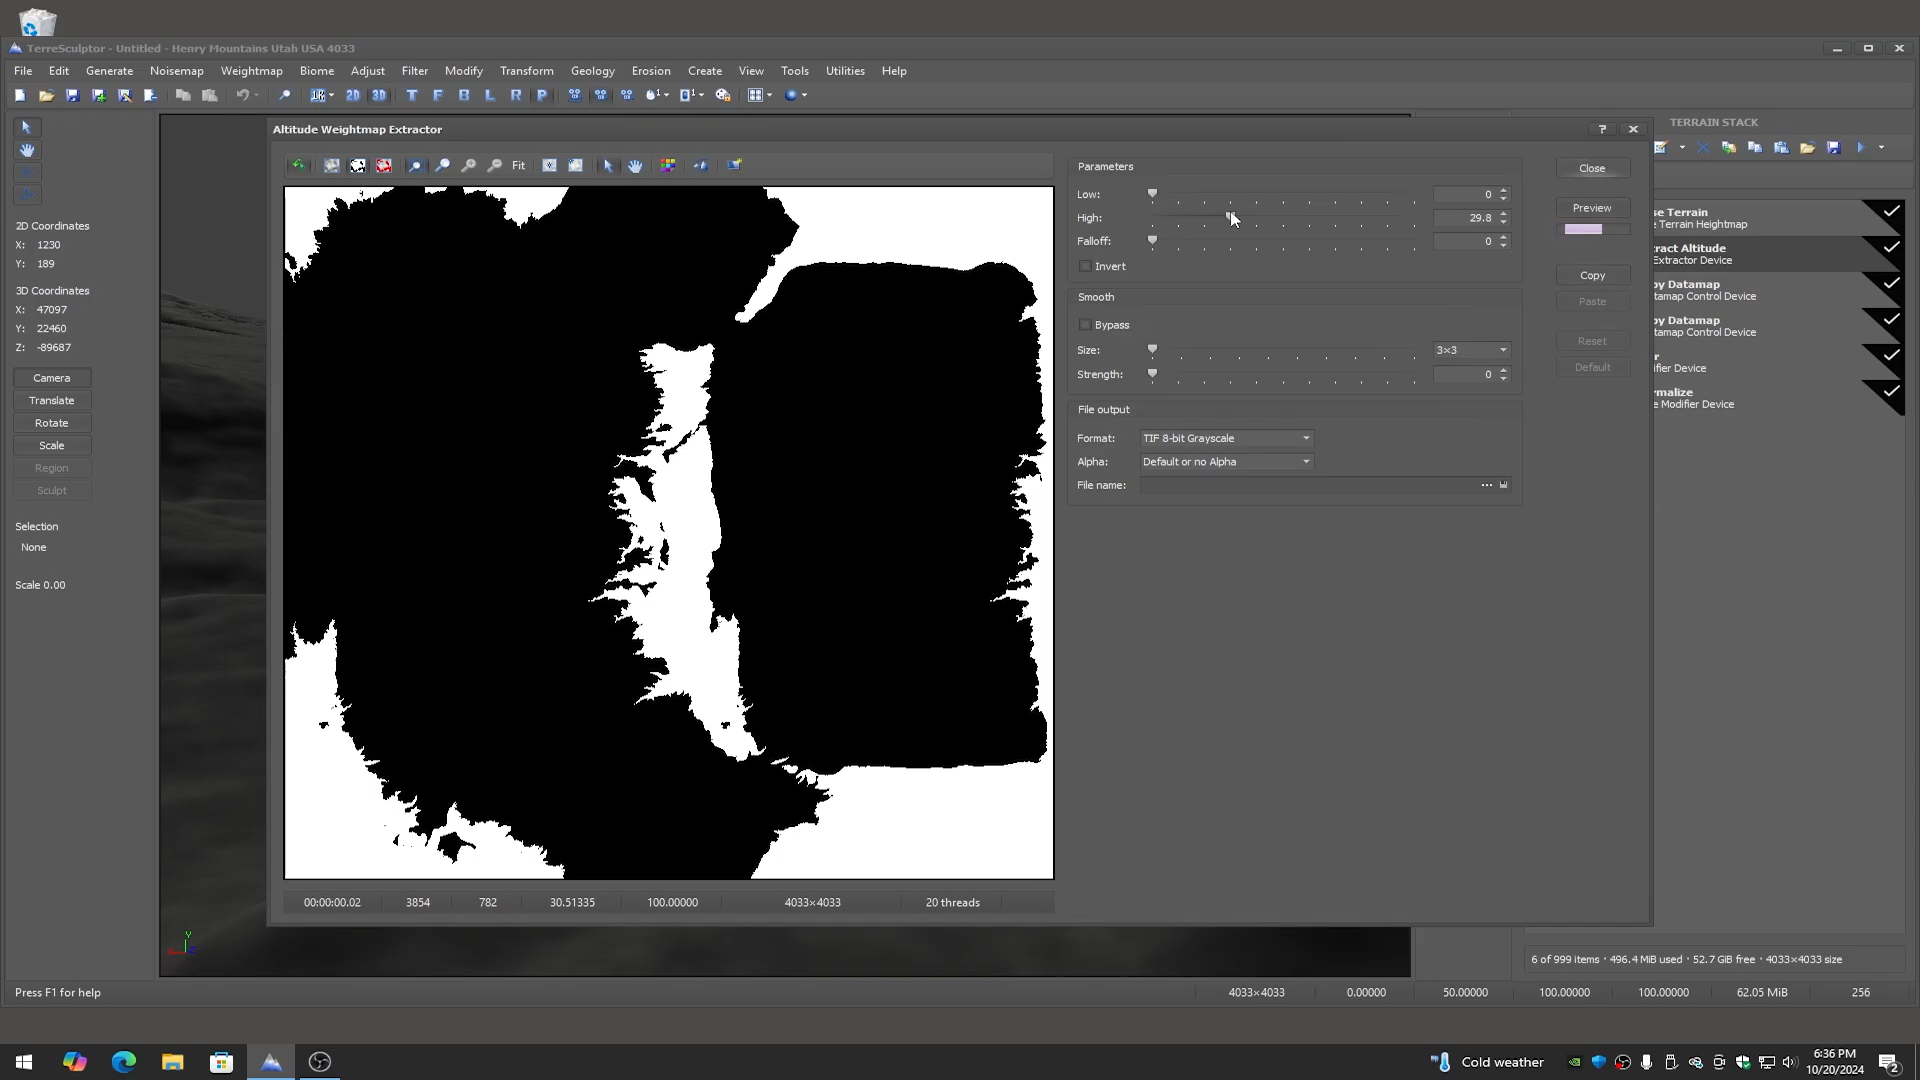 TerreSculptor - Untitled - Henry Mountains Utah USA 4033
File Edit Generate Noisemap Weightmap Biome Adjust Filter Modify Transform Geology Erosion Create View Tools Utilities Help
2D 3D T F B L R P
Altitude Weightmap Extractor
TERRAIN STACK
Fit
2D Coordinates
X: 1230
Y: 189
3D Coordinates
X: 47097
Y: 22460
Z: -89687
Camera
Translate
Rotate
Scale
Region
Sculpt
Selection
None
Scale 0.00
Parameters
Low: 0
High: 29.8
Falloff: 0
Invert
Smooth
Bypass
Size: 3×3
Strength: 0
File output
Format: TIF 8-bit Grayscale
Alpha: Default or no Alpha
File name: ...
Close
Preview
Copy
Paste
Reset
Default
se Terrain
e Terrain Heightmap
tract Altitude
Extractor Device
py Datamap
tamap Control Device
py Datamap
tamap Control Device
r
ifier Device
rmalize
e Modifier Device
00:00:00.02 3854 782 30.51335 100.00000 4033×4033 20 threads
Y
6 of 999 items · 496.4 MiB used · 52.7 GiB free · 4033×4033 size
Press F1 for help
4033×4033 0.00000 50.00000 100.00000 100.00000 62.05 MiB 256
Cold weather
6:36 PM
10/20/2024
2